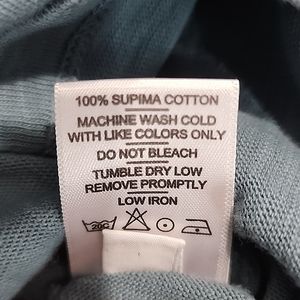 100% SUPIMA COTTON
MACHINE WASH COLD
WITH LIKE COLORS ONLY
DO NOT BLEACH
TUMBLE DRY LOW
REMOVE PROMPTLY
LOW IRON
20C